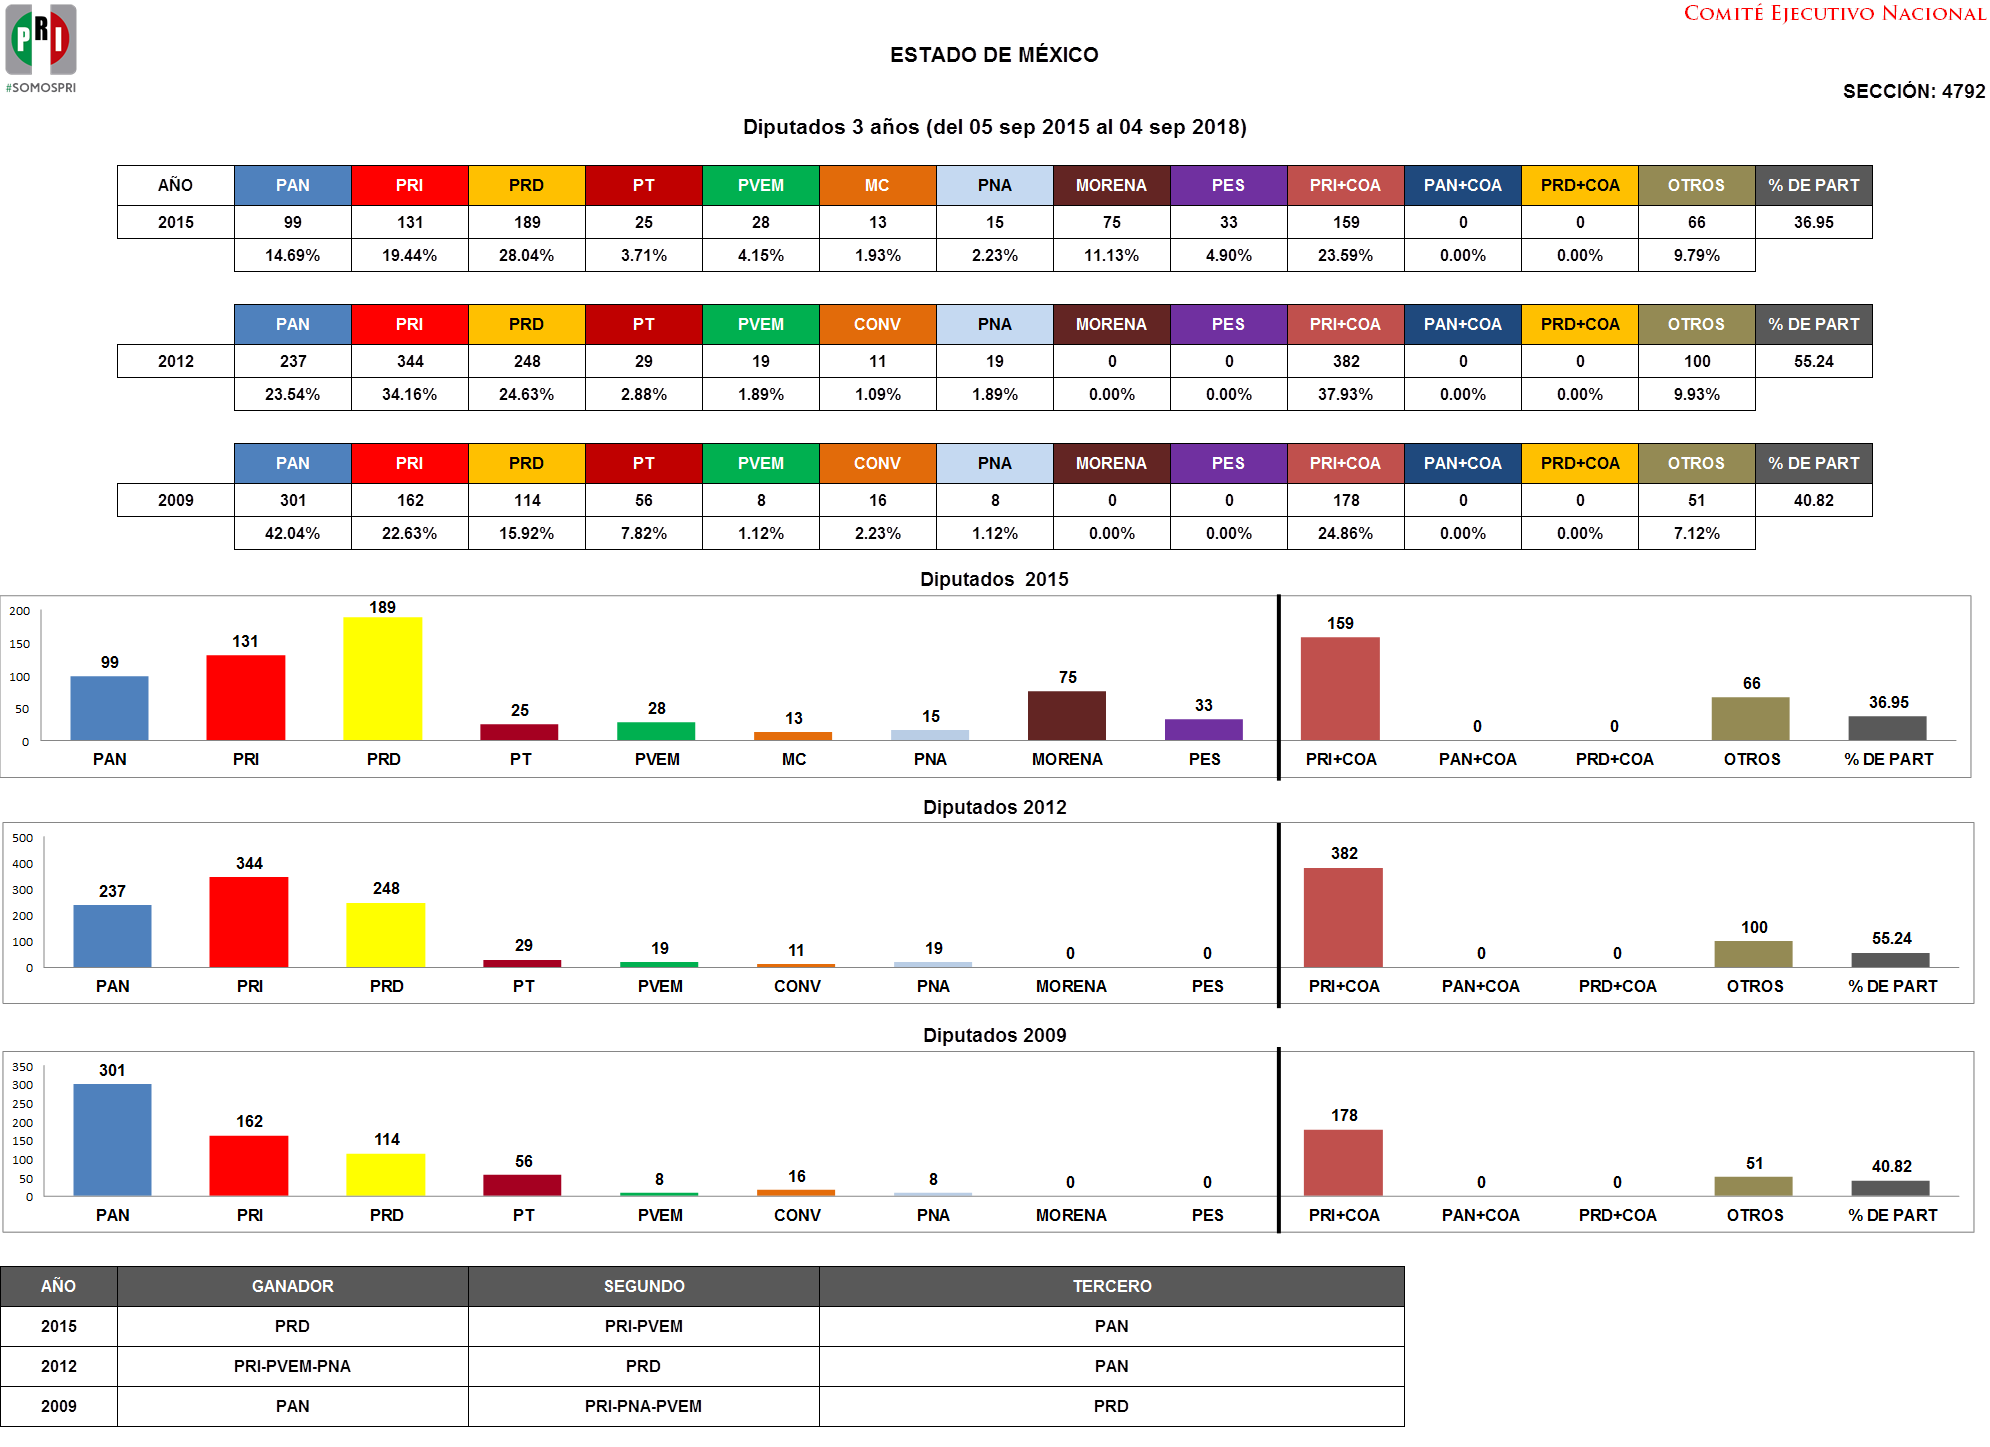 PRI
#SOMOSPRI
COMITÉ EJECUTIVO NACIONAL
ESTADO DE MÉXICO
SECCIÓN: 4792
Diputados 3 años (del 05 sep 2015 al 04 sep 2018)
AÑO PAN PRI PRD PT PVEM MC PNA MORENA PES PRI+COA PAN+COA PRD+COA OTROS % DE PART
2015 99 131 189 25 28 13 15 75 33 159 0 0 66 36.95
14.69% 19.44% 28.04% 3.71% 4.15% 1.93% 2.23% 11.13% 4.90% 23.59% 0.00% 0.00% 9.79%
PAN PRI PRD PT PVEM CONV PNA MORENA PES PRI+COA PAN+COA PRD+COA OTROS % DE PART
2012 237 344 248 29 19 11 19 0 0 382 0 0 100 55.24
23.54% 34.16% 24.63% 2.88% 1.89% 1.09% 1.89% 0.00% 0.00% 37.93% 0.00% 0.00% 9.93%
PAN PRI PRD PT PVEM CONV PNA MORENA PES PRI+COA PAN+COA PRD+COA OTROS % DE PART
2009 301 162 114 56 8 16 8 0 0 178 0 0 51 40.82
42.04% 22.63% 15.92% 7.82% 1.12% 2.23% 1.12% 0.00% 0.00% 24.86% 0.00% 0.00% 7.12%
Diputados 2015
200
150
100
50
0
99 131 189 25 28 13 15 75 33 159 0 0 66 36.95
PAN PRI PRD PT PVEM MC PNA MORENA PES PRI+COA PAN+COA PRD+COA OTROS % DE PART
Diputados 2012
500
400
300
200
100
0
237 344 248 29 19 11 19 0 0 382 0 0 100 55.24
PAN PRI PRD PT PVEM CONV PNA MORENA PES PRI+COA PAN+COA PRD+COA OTROS % DE PART
Diputados 2009
350
300
250
200
150
100
50
0
301 162 114 56 8 16 8 0 0 178 0 0 51 40.82
PAN PRI PRD PT PVEM CONV PNA MORENA PES PRI+COA PAN+COA PRD+COA OTROS % DE PART
AÑO GANADOR SEGUNDO TERCERO
2015 PRD PRI-PVEM PAN
2012 PRI-PVEM-PNA PRD PAN
2009 PAN PRI-PNA-PVEM PRD